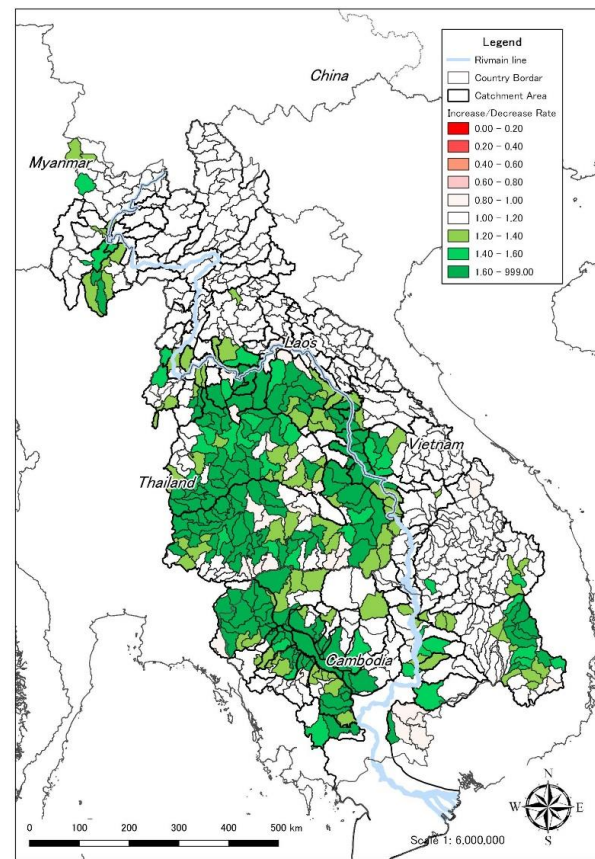 Legend
Rivmain line
Country Bordar
Catchment Area
Increase/Decrease Rate
0.00 - 0.20
0.20 - 0.40
0.40 - 0.60
0.60 - 0.80
0.80 - 1.00
1.00 - 1.20
1.20 - 1.40
1.40 - 1.60
1.60 - 999.00
China
Myanmar
Laos
Vietnam
Thailand
Cambodia
N
W E
S
0 100 200 300 400 500 km
Scale 1: 6,000,000